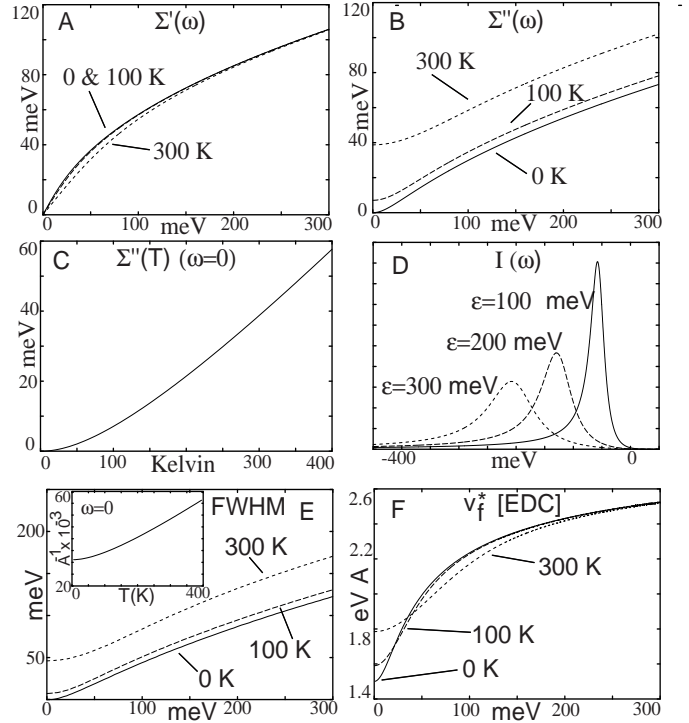 A
Σ'(ω)
120
80
40
0
meV
0 & 100 K
300 K
0
100
200
300
meV
B
Σ''(ω)
120
80
40
0
meV
300 K
100 K
0 K
0
100
200
300
meV
C
Σ''(T) (ω=0)
60
40
20
0
meV
0
100
200
300
400
Kelvin
D
I (ω)
ε=100 meV
ε=200 meV
ε=300 meV
-400
0
meV
FWHM E
200
50
meV
ω=0
60
20
Å⁻¹ x 10³
0
400
T(K)
300 K
100 K
0 K
0
100
200
300
meV
F
v*f [EDC]
2.6
2.2
1.8
1.4
eV A
300 K
100 K
0 K
0
100
200
300
meV